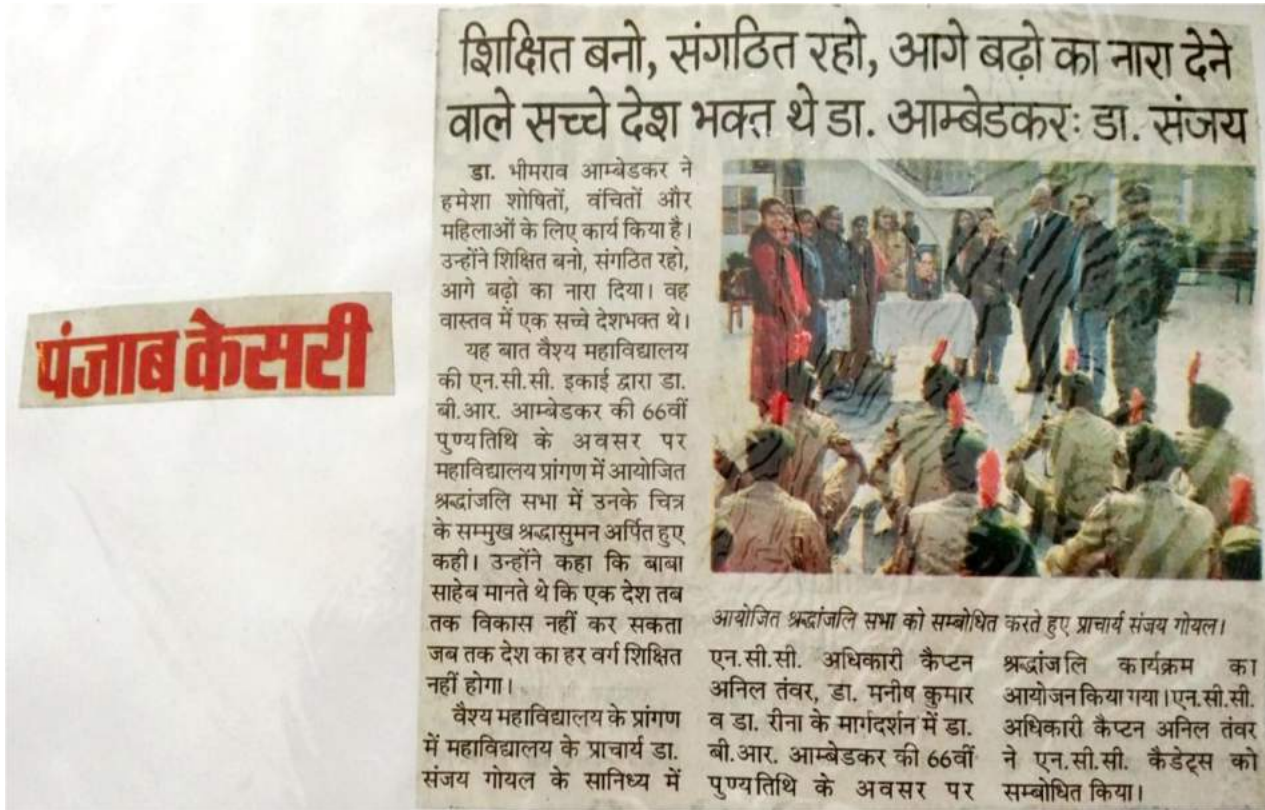 पंजाब केसरी
शिक्षित बनो, संगठित रहो, आगे बढ़ो का नारा देने
वाले सच्चे देश भक्त थे डा. आम्बेडकरः डा. संजय
डा. भीमराव आम्बेडकर ने
हमेशा शोषितों, वंचितों और
महिलाओं के लिए कार्य किया है।
उन्होंने शिक्षित बनो, संगठित रहो,
आगे बढ़ो का नारा दिया। वह
वास्तव में एक सच्चे देशभक्त थे।
यह बात वैश्य महाविद्यालय
की एन.सी.सी. इकाई द्वारा डा.
बी.आर. आम्बेडकर की 66वीं
पुण्यतिथि के अवसर पर
महाविद्यालय प्रांगण में आयोजित
श्रद्धांजलि सभा में उनके चित्र
के सम्मुख श्रद्धासुमन अर्पित हुए
कही। उन्होंने कहा कि बाबा
साहेब मानते थे कि एक देश तब
तक विकास नहीं कर सकता
जब तक देश का हर वर्ग शिक्षित
नहीं होगा।
वैश्य महाविद्यालय के प्रांगण
में महाविद्यालय के प्राचार्य डा.
संजय गोयल के सानिध्य में
आयोजित श्रद्धांजलि सभा को सम्बोधित करते हुए प्राचार्य संजय गोयल।
एन.सी.सी. अधिकारी कैप्टन
अनिल तंवर, डा. मनीष कुमार
व डा. रीना के मार्गदर्शन में डा.
बी.आर. आम्बेडकर की 66वीं
पुण्यतिथि के अवसर पर
श्रद्धांजलि कार्यक्रम का
आयोजन किया गया। एन.सी.सी.
अधिकारी कैप्टन अनिल तंवर
ने एन.सी.सी. कैडेट्स को
सम्बोधित किया।